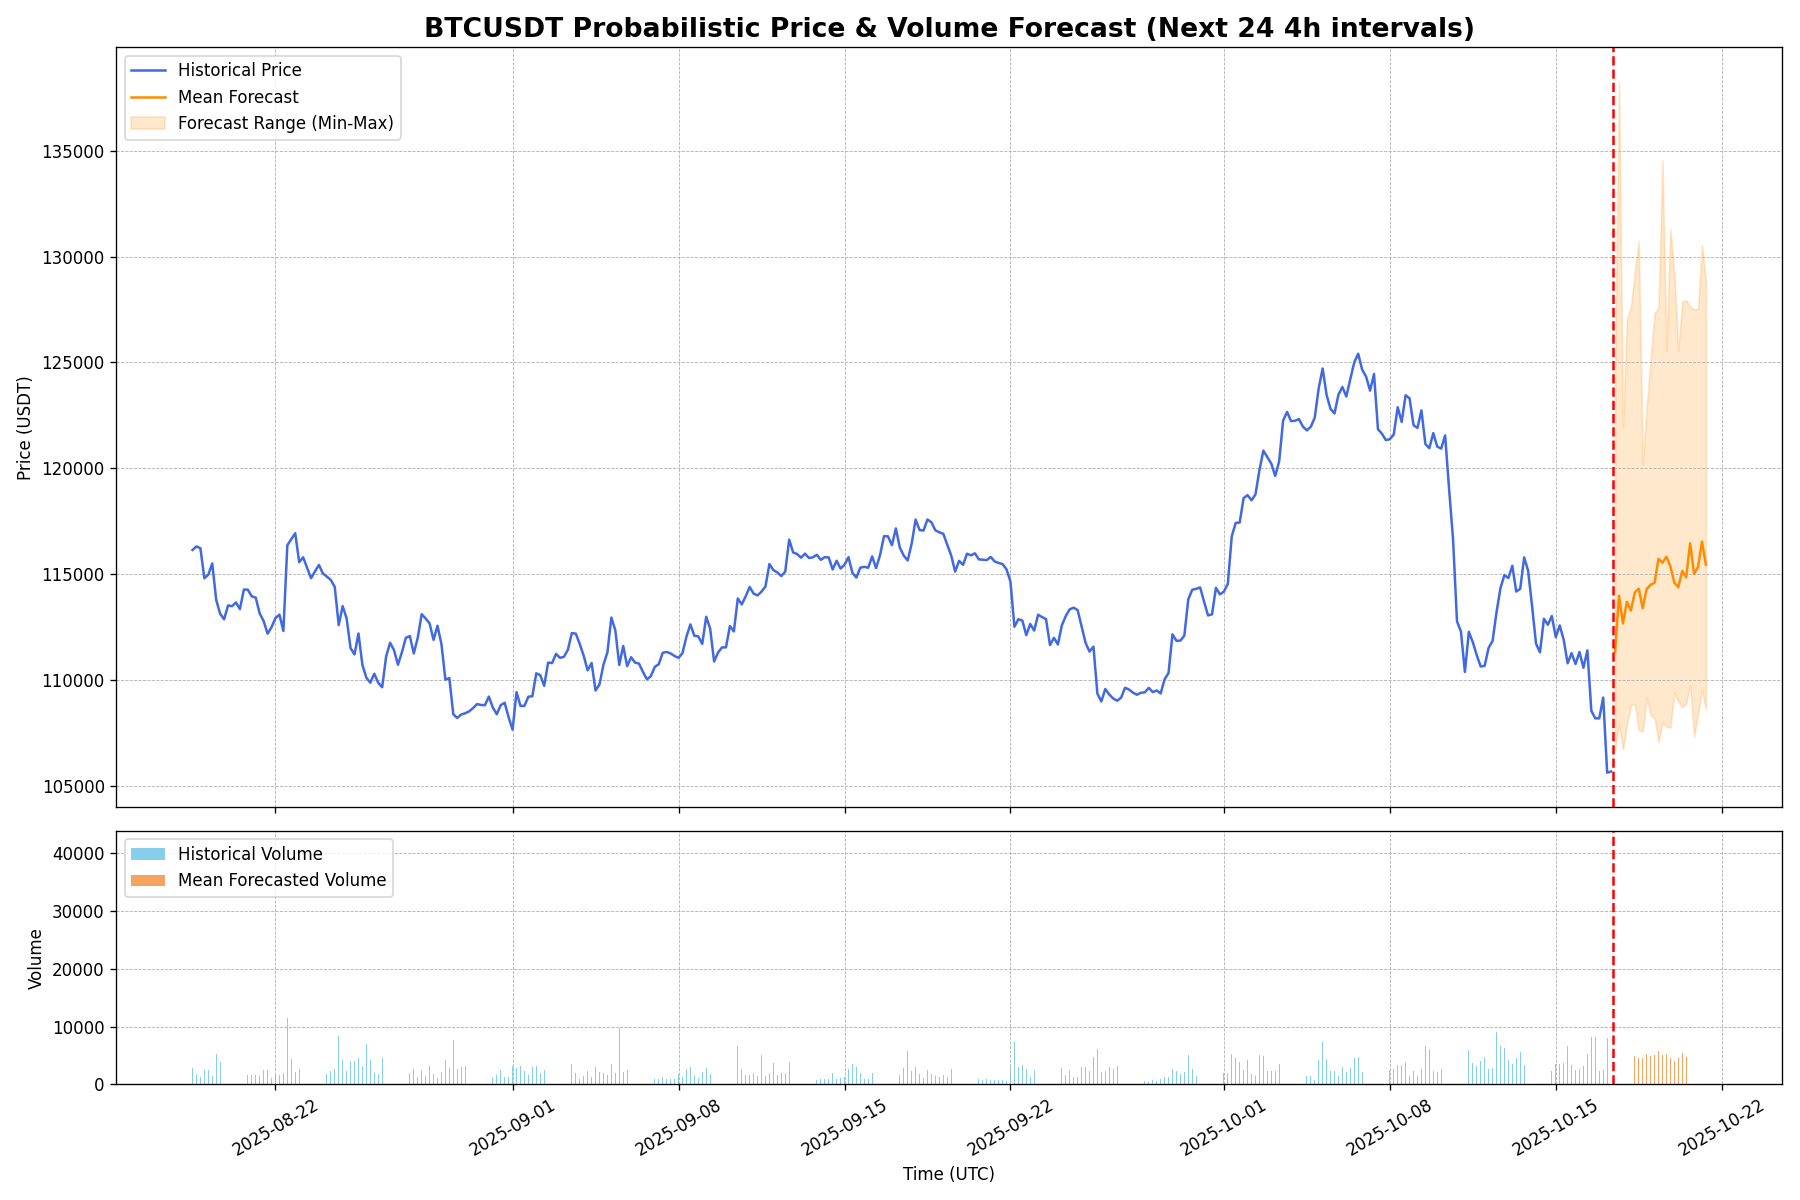 BTCUSDT Probabilistic Price & Volume Forecast (Next 24 4h intervals)
Historical Price
Mean Forecast
Forecast Range (Min-Max)
135000
130000
125000
120000
115000
110000
105000
Price (USDT)
Historical Volume
Mean Forecasted Volume
40000
30000
20000
10000
0
Volume
2025-08-22
2025-09-01
2025-09-08
2025-09-15
2025-09-22
2025-10-01
2025-10-08
2025-10-15
2025-10-22
Time (UTC)